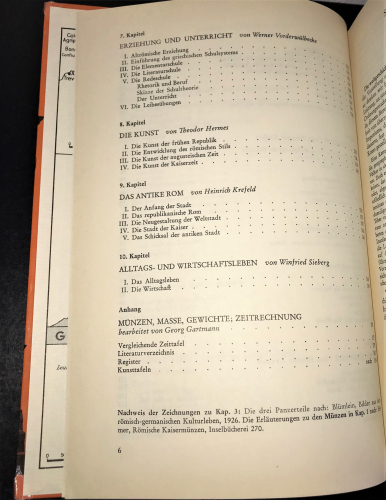 7. Kapitel
ERZIEHUNG UND UNTERRICHT von Werner Vorderwülbecke
I. Altrömische Erziehung
II. Einführung des griechischen Schulsystems
III. Die Elementarschule
IV. Die Literaturschule
V. Die Redeschule
Rhetorik und Beruf
Skizze der Schultheorie
Der Unterricht
VI. Die Leibesübungen
8. Kapitel
DIE KUNST von Theodor Hermes
I. Die Kunst der frühen Republik
II. Die Entwicklung des römischen Stils
III. Die Kunst der augusteischen Zeit
IV. Die Kunst der Kaiserzeit
9. Kapitel
DAS ANTIKE ROM von Heinrich Krefeld
I. Der Anfang der Stadt
II. Das republikanische Rom
III. Die Neugestaltung der Weltstadt
IV. Die Stadt der Kaiser
V. Das Schicksal der antiken Stadt
10. Kapitel
ALLTAGS- UND WIRTSCHAFTSLEBEN von Winfried Sieberg
I. Das Alltagsleben
II. Die Wirtschaft
Anhang
MÜNZEN, MASSE, GEWICHTE; ZEITRECHNUNG
bearbeitet von Georg Gartmann
Vergleichende Zeittafel
Literaturverzeichnis
Register
Kunsttafeln
Nachweis der Zeichnungen zu Kap. 3: Die drei Panzerteile nach: Blümlein, Bilder aus
römisch-germanischen Kulturleben, 1926. Die Erläuterungen zu den Münzen in Kap. I
mer, Römische Kaisermünzen, Inselbücherei 270.
6